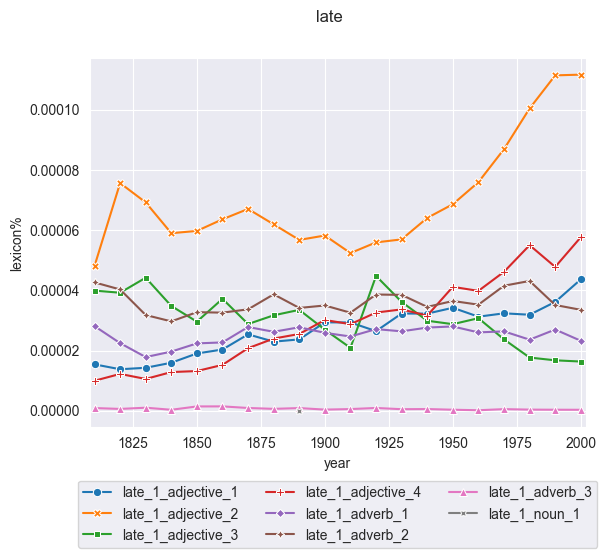 late
0.00010
0.00008
0.00006
0.00004
0.00002
0.00000
lexicon%
1825 1850 1875 1900 1925 1950 1975 2000
year
late_1_adjective_1 late_1_adjective_4 late_1_adverb_3
late_1_adjective_2 late_1_adverb_1 late_1_noun_1
late_1_adjective_3 late_1_adverb_2